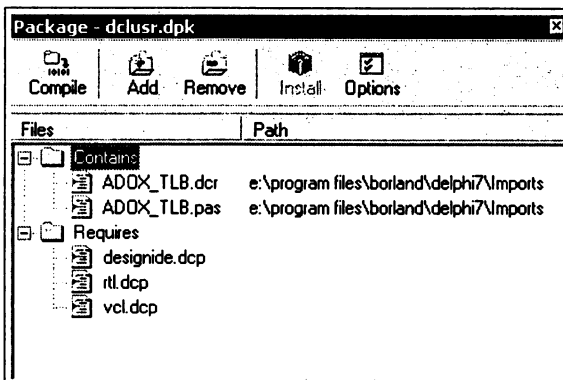 Package - dclusr.dpk
Compile Add Remove Install Options
Files Path
Contains
ADOX_TLB.dcr e:\program files\borland\delphi7\Imports
ADOX_TLB.pas e:\program files\borland\delphi7\Imports
Requires
designide.dcp
rtl.dcp
vcl.dcp